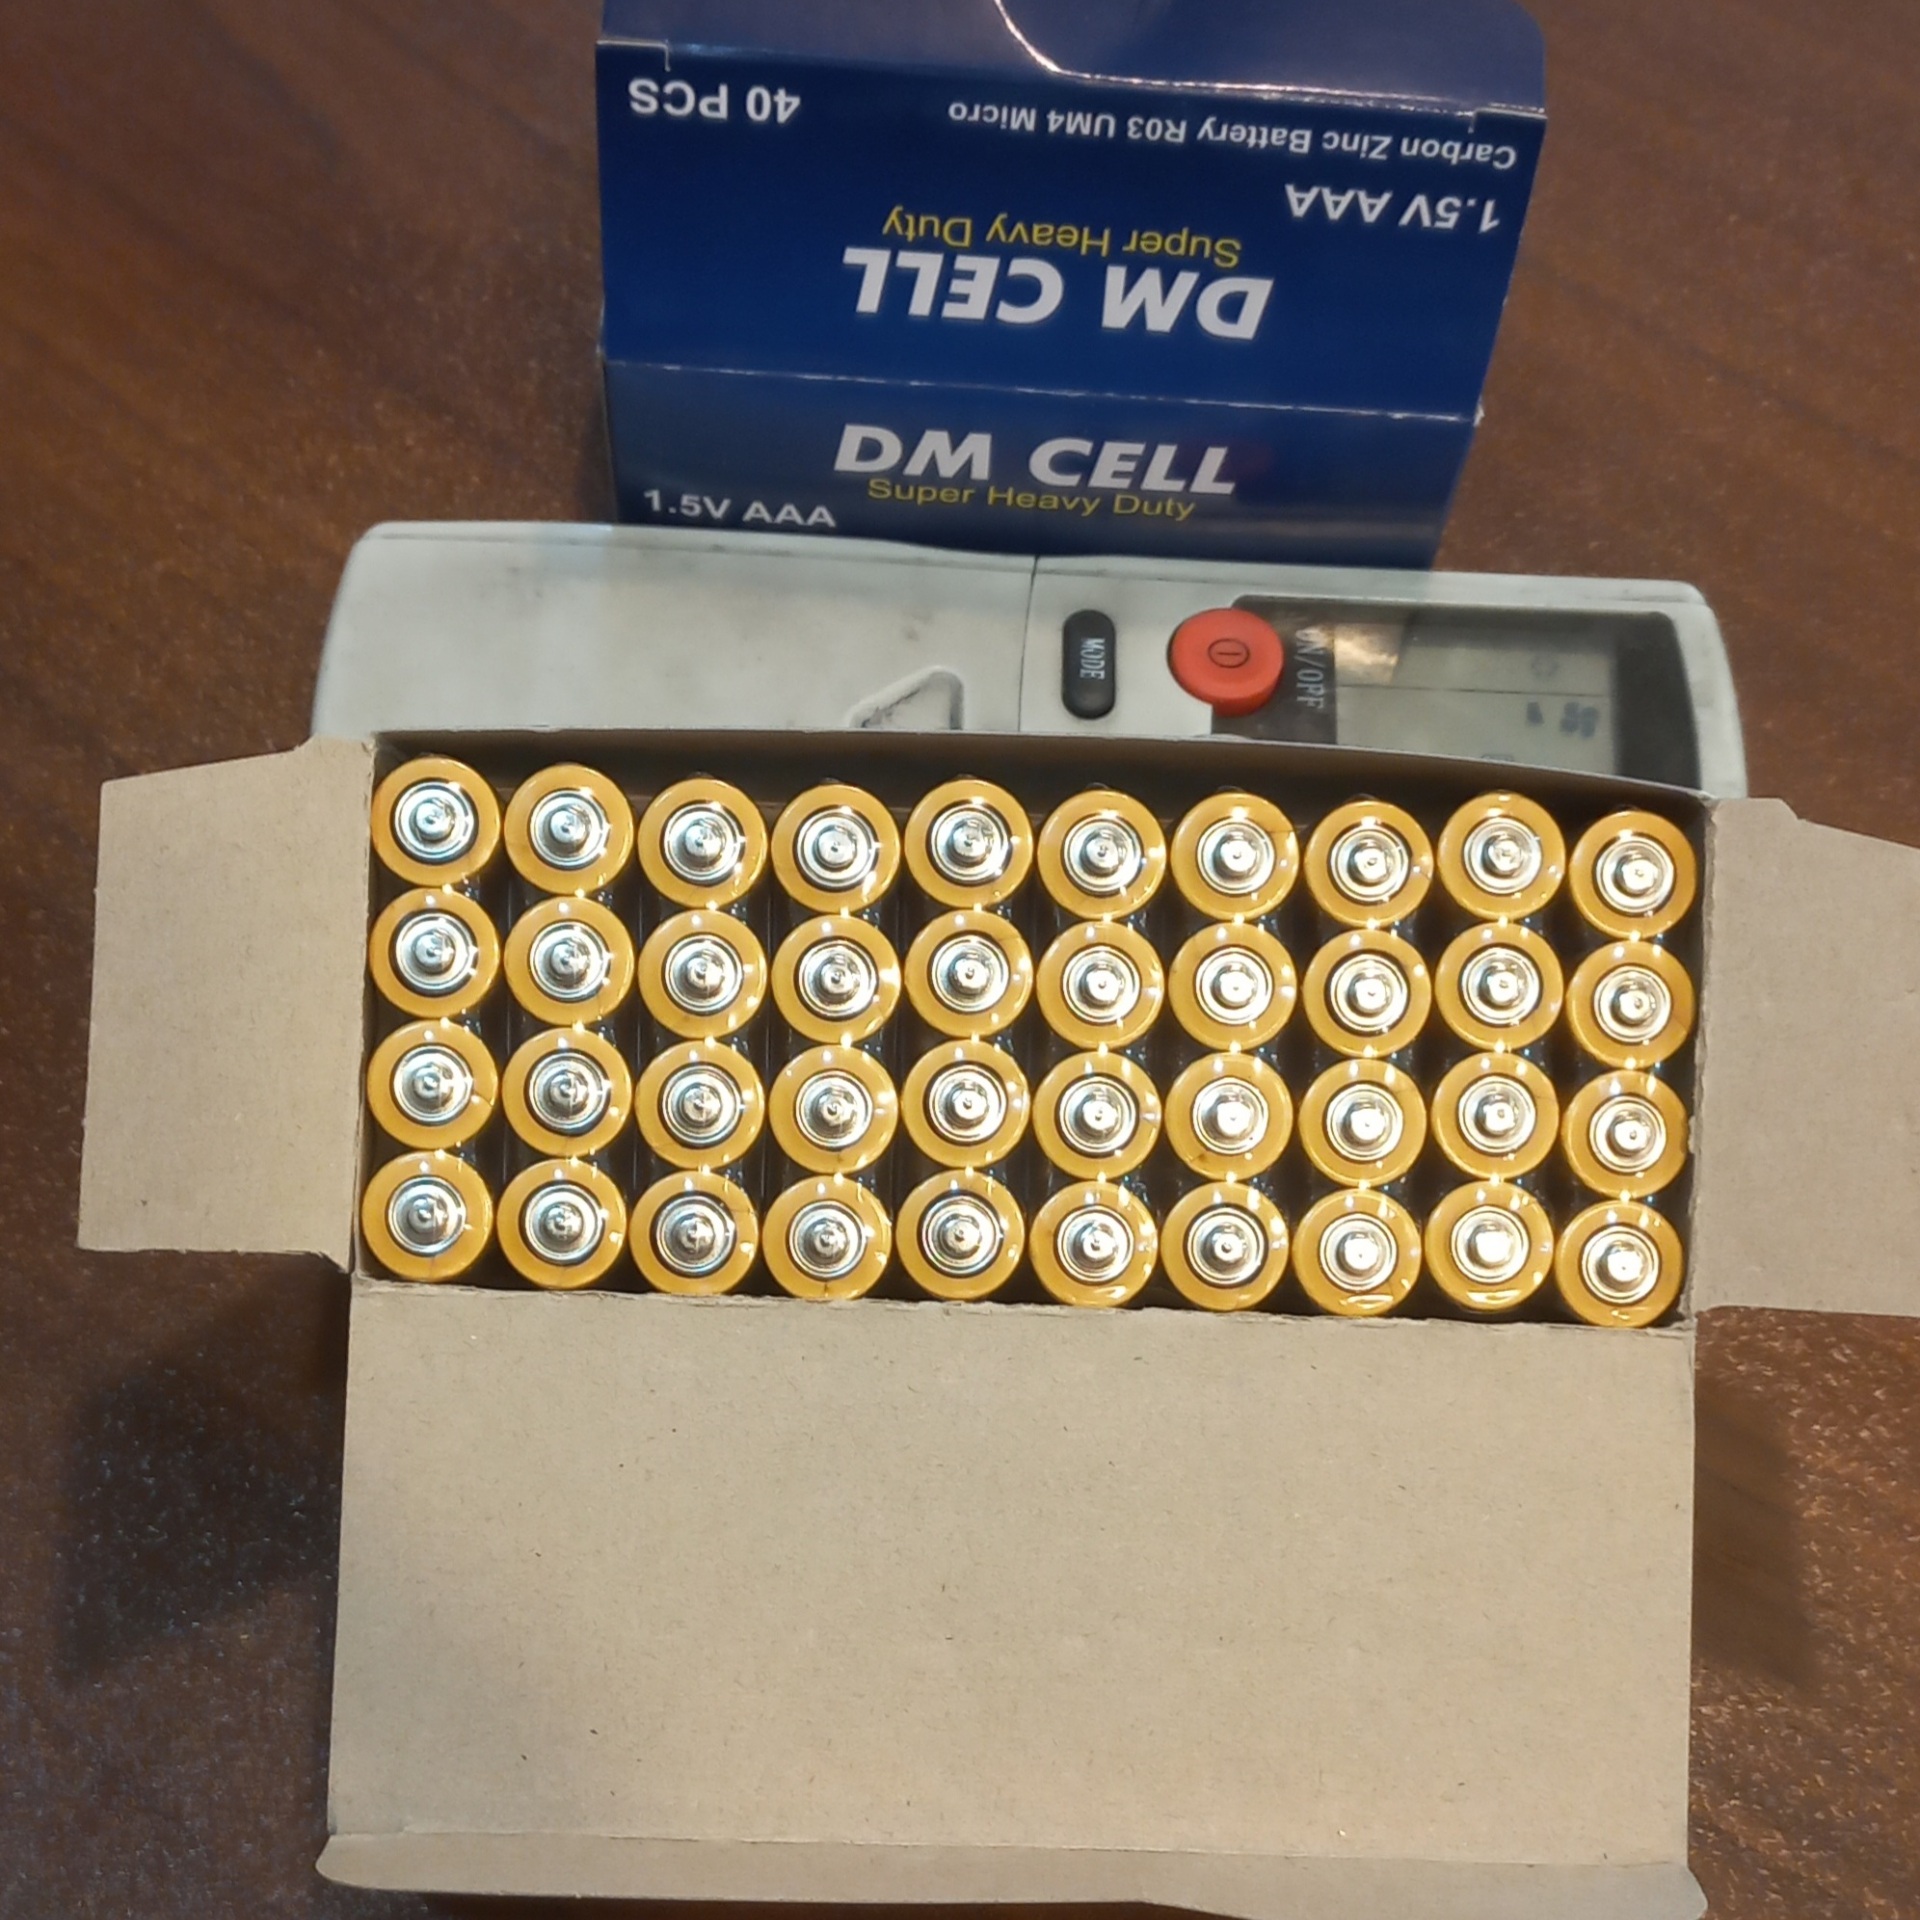 40 PCS
Carbon Zinc Battery R03 UM4 Micro
1.5V AAA
Super Heavy Duty
DM CELL
DM CELL
Super Heavy Duty
1.5V AAA
MODE
ON/OFF